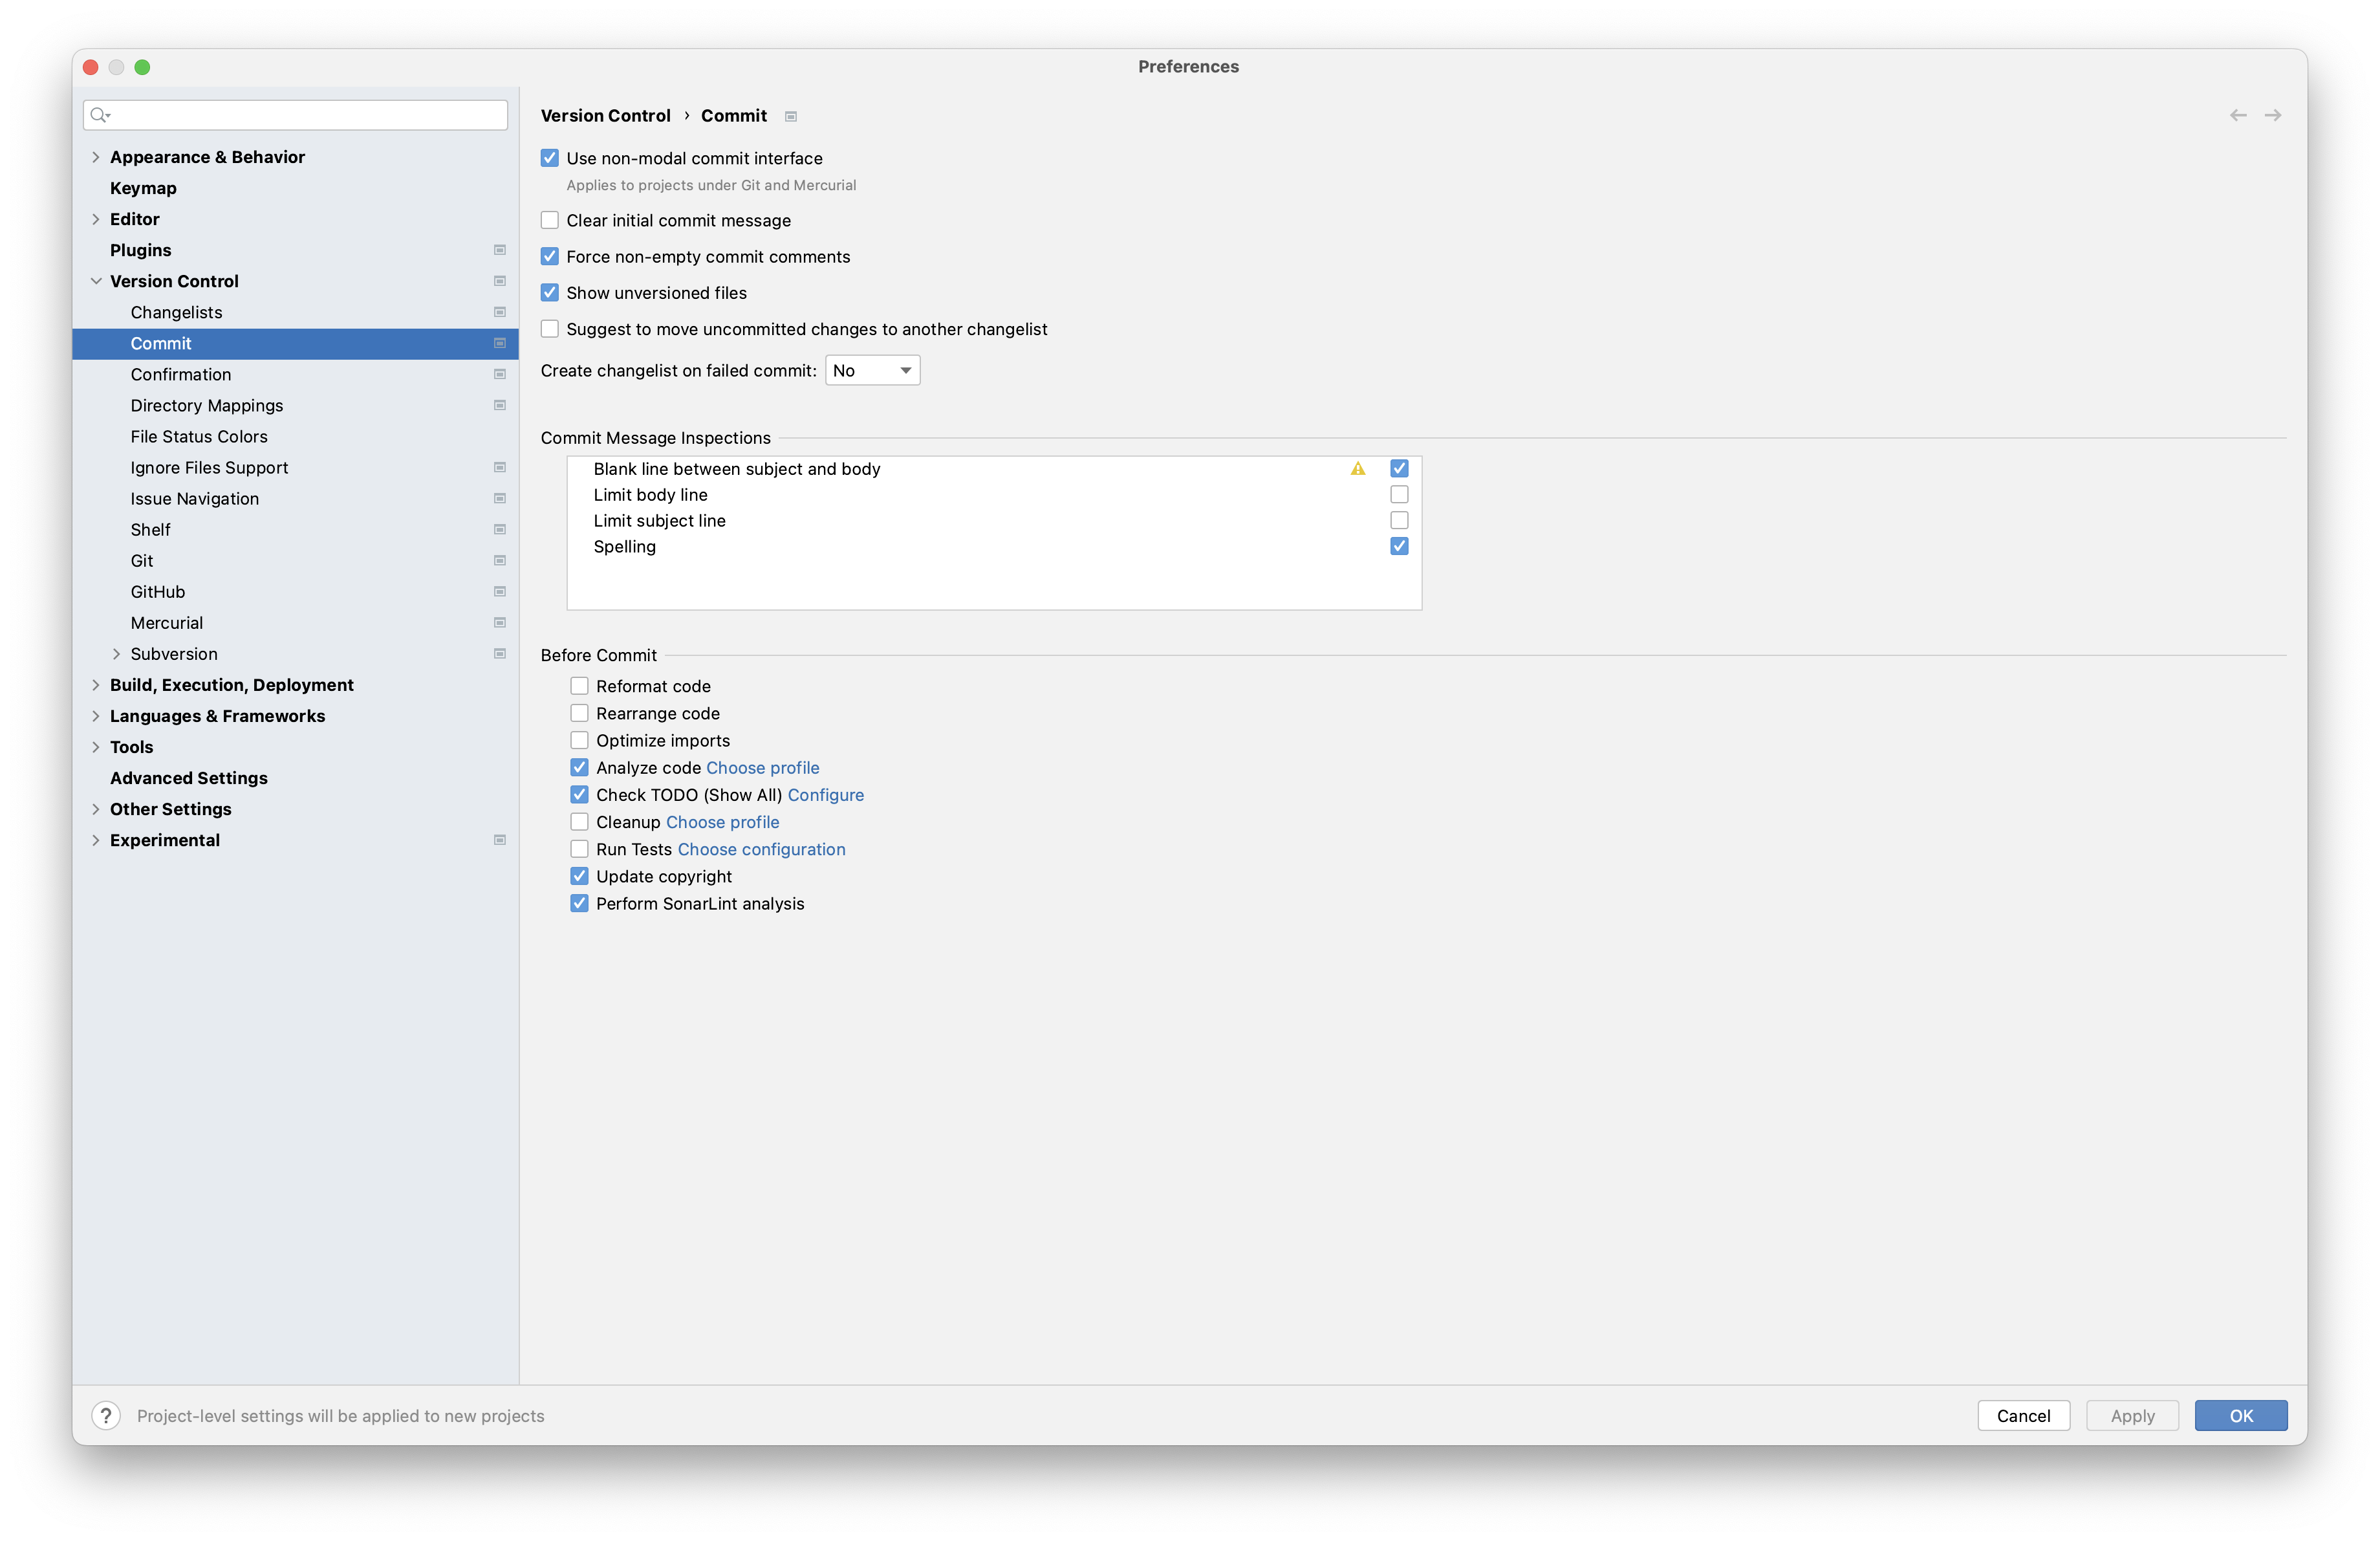 Preferences
Version Control › Commit
Appearance & Behavior
Keymap
Editor
Plugins
Version Control
Changelists
Commit
Confirmation
Directory Mappings
File Status Colors
Ignore Files Support
Issue Navigation
Shelf
Git
GitHub
Mercurial
Subversion
Build, Execution, Deployment
Languages & Frameworks
Tools
Advanced Settings
Other Settings
Experimental
Use non-modal commit interface
Applies to projects under Git and Mercurial
Clear initial commit message
Force non-empty commit comments
Show unversioned files
Suggest to move uncommitted changes to another changelist
Create changelist on failed commit: No
Commit Message Inspections
Blank line between subject and body
Limit body line
Limit subject line
Spelling
Before Commit
Reformat code
Rearrange code
Optimize imports
Analyze code Choose profile
Check TODO (Show All) Configure
Cleanup Choose profile
Run Tests Choose configuration
Update copyright
Perform SonarLint analysis
? Project-level settings will be applied to new projects
Cancel Apply OK